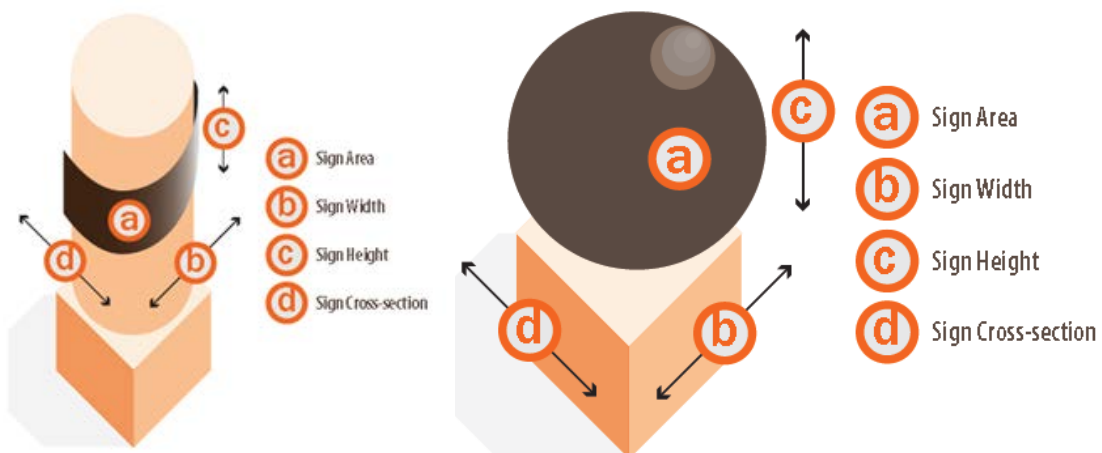 c
a Sign Area
b Sign Width
c Sign Height
d Sign Cross-section
a
d
b
c
a
d
b
a Sign Area
b Sign Width
c Sign Height
d Sign Cross-section